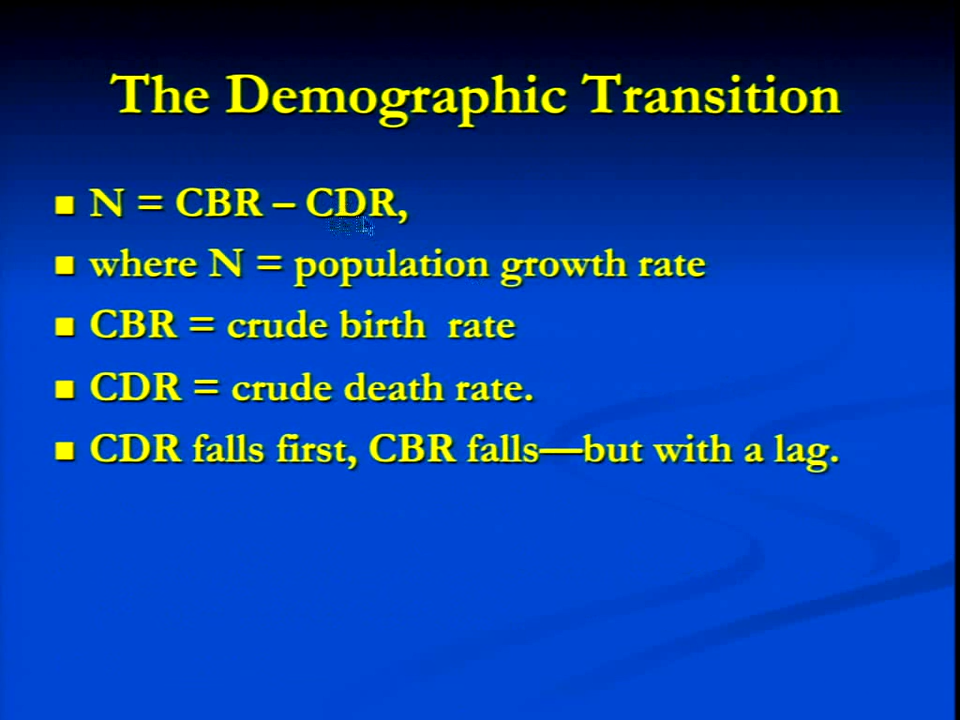 The Demographic Transition
N = CBR – CDR,
where N = population growth rate
CBR = crude birth  rate
CDR = crude death rate.
CDR falls first, CBR falls—but with a lag.